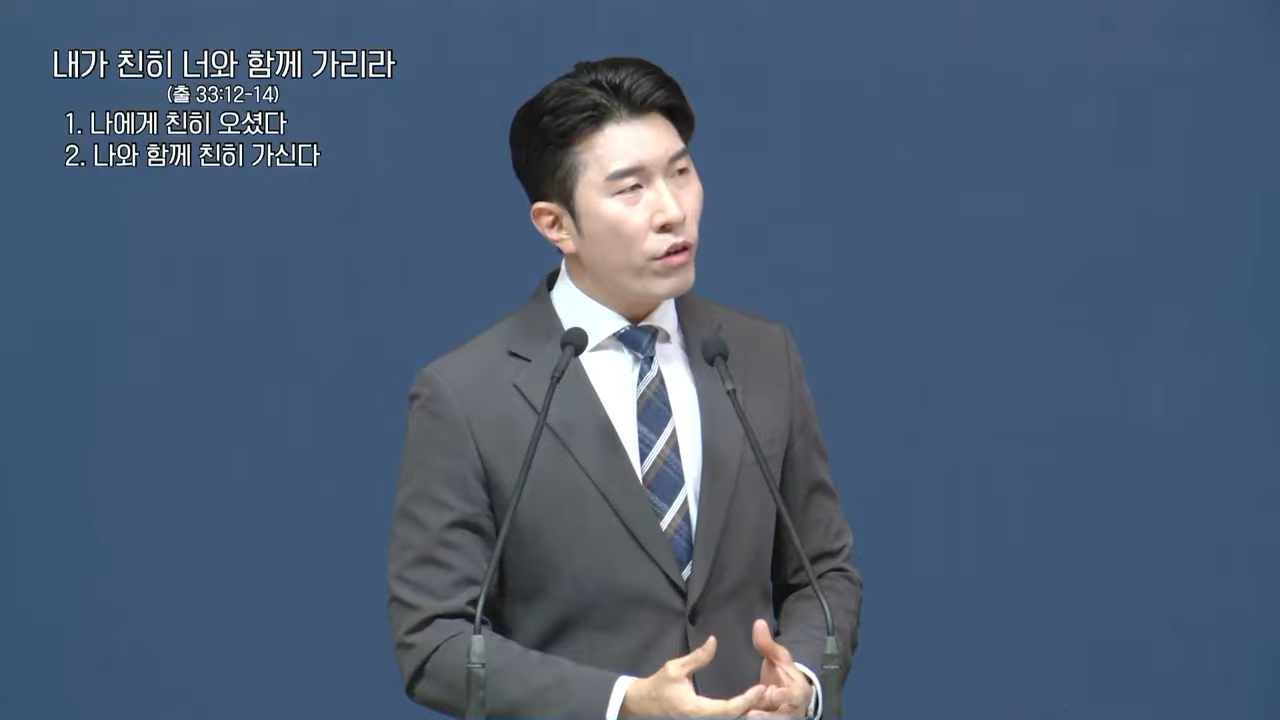 내가 친히 너와 함께 가리라
(출 33:12-14)
1. 나에게 친히 오셨다
2. 나와 함께 친히 가신다